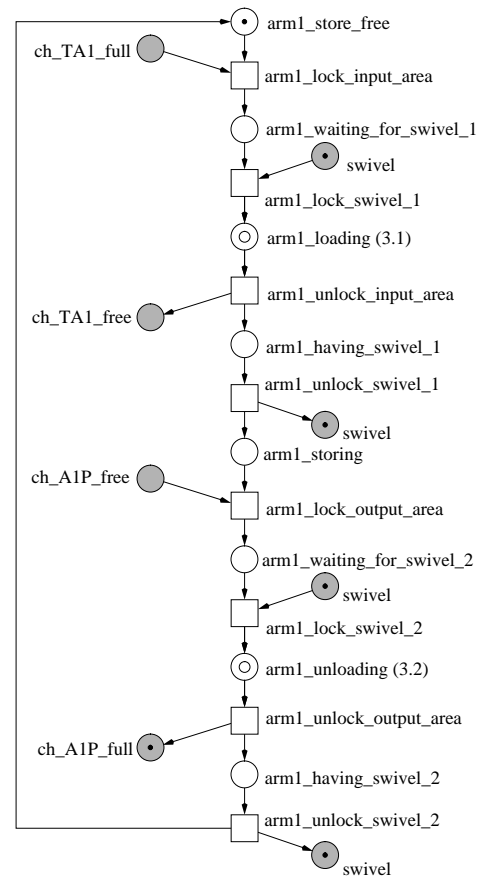 arm1_store_free
ch_TA1_full
arm1_lock_input_area
arm1_waiting_for_swivel_1
swivel
arm1_lock_swivel_1
arm1_loading (3.1)
arm1_unlock_input_area
ch_TA1_free
arm1_having_swivel_1
arm1_unlock_swivel_1
swivel
arm1_storing
ch_A1P_free
arm1_lock_output_area
arm1_waiting_for_swivel_2
swivel
arm1_lock_swivel_2
arm1_unloading (3.2)
arm1_unlock_output_area
ch_A1P_full
arm1_having_swivel_2
arm1_unlock_swivel_2
swivel